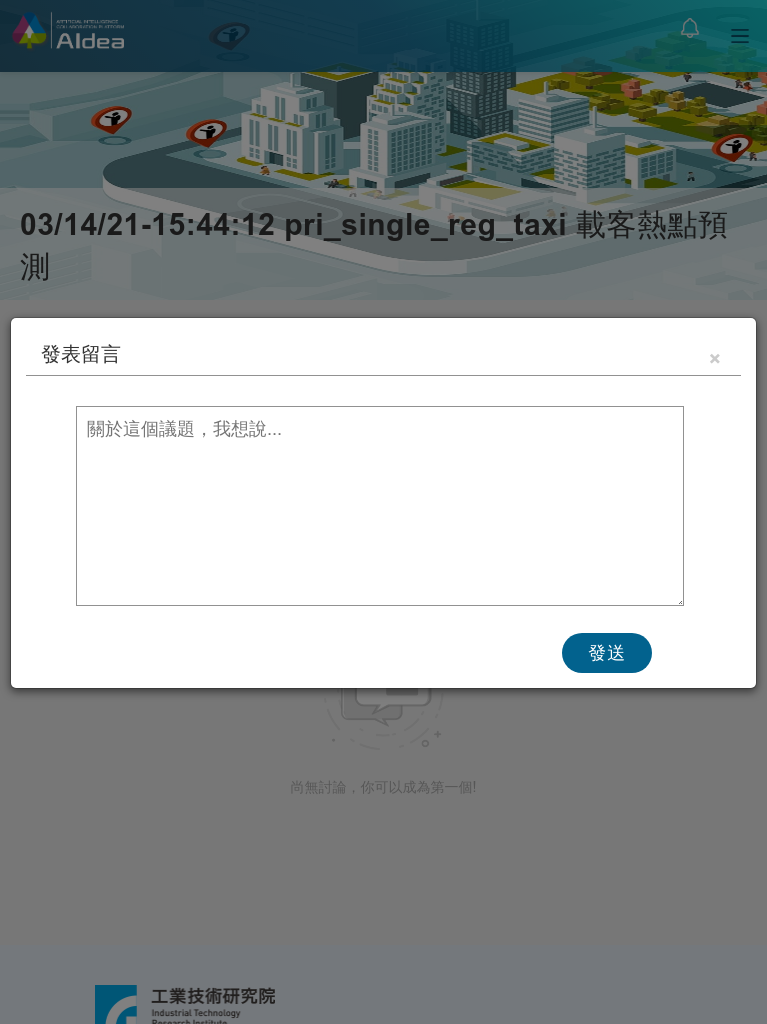 ARTIFICIAL INTELLIGENCE
COLLABORATION PLATFORM
AIdea
03/14/21-15:44:12 pri_single_reg_taxi 載客熱點預
測
發表留言
×
關於這個議題，我想說...
發送
尚無討論，你可以成為第一個!
工業技術研究院
Industrial Technology
Research Institute